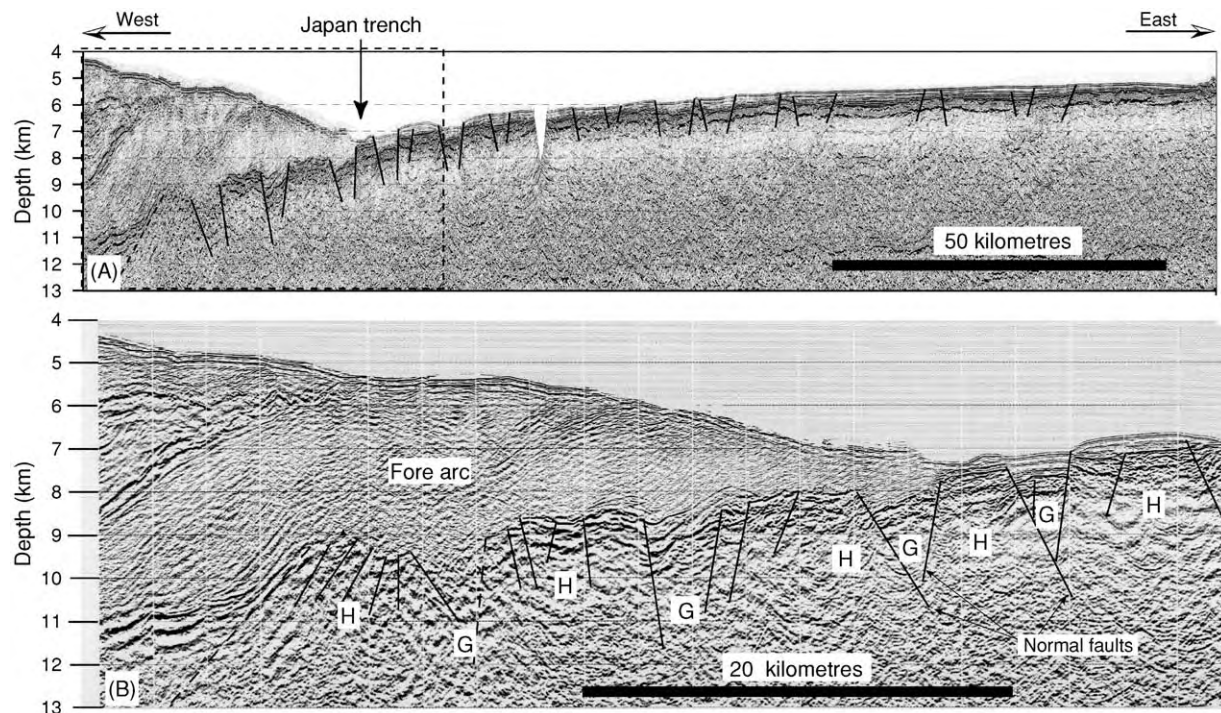 West
Japan trench
East
Depth (km)
4
5
6
7
8
9
10
11
12
13
50 kilometres
(A)
Depth (km)
4
5
6
7
8
9
10
11
12
13
Fore arc
H
G
H
G
H
G
H
G
H
Normal faults
20 kilometres
(B)